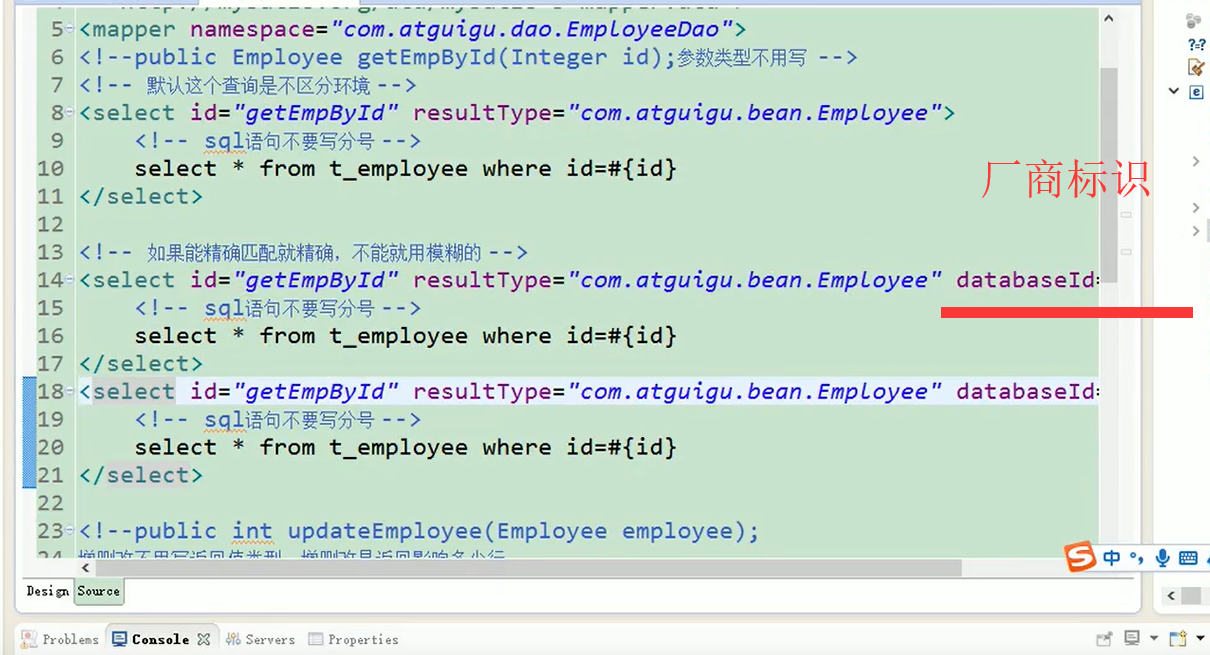 5 <mapper namespace="com.atguigu.dao.EmployeeDao">
6 <!--public Employee getEmpById(Integer id);参数类型不用写 -->
7 <!-- 默认这个查询是不区分环境 -->
8 <select id="getEmpById" resultType="com.atguigu.bean.Employee">
9 <!-- sql语句不要写分号 -->
10 select * from t_employee where id=#{id}
厂商标识
11 </select>
12
13 <!-- 如果能精确匹配就精确，不能就用模糊的 -->
14 <select id="getEmpById" resultType="com.atguigu.bean.Employee" databaseId=
15 <!-- sql语句不要写分号 -->
16 select * from t_employee where id=#{id}
17 </select>
18 <select id="getEmpById" resultType="com.atguigu.bean.Employee" databaseId=
19 <!-- sql语句不要写分号 -->
20 select * from t_employee where id=#{id}
21 </select>
22
23 <!--public int updateEmployee(Employee employee);
中
Design Source
Problems Console Servers Properties